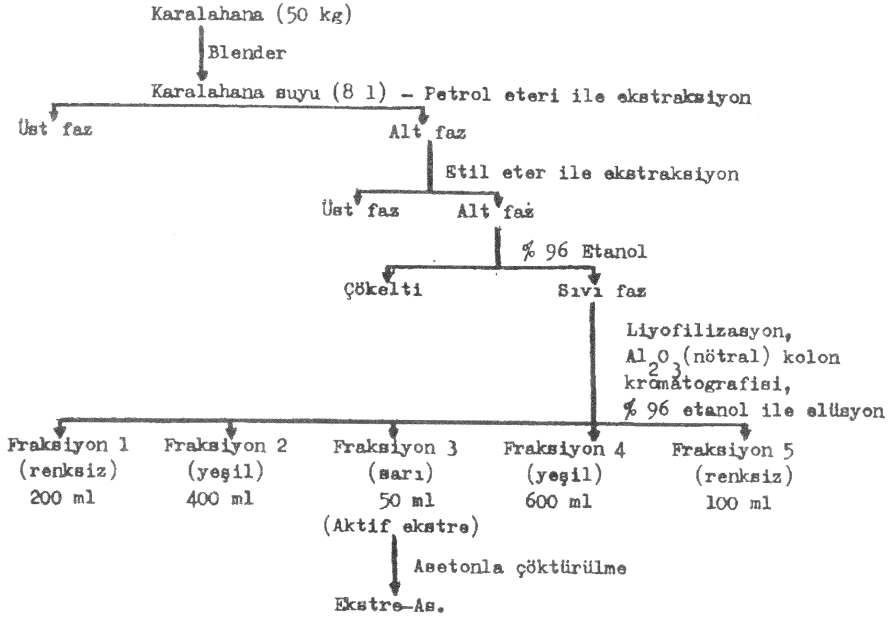 Karalahana (50 kg)
Blender
Karalahana suyu (8 l) - Petrol eteri ile ekstraksiyon
Üst faz
Alt faz
Etil eter ile ekstraksiyon
Üst faz
Alt faz
% 96 Etanol
Çökelti
Sıvı faz
Liyofilizasyon,
Al2O3(nötral) kolon
kromatografisi,
% 96 etanol ile elüsyon
Fraksiyon 1 Fraksiyon 2 Fraksiyon 3 Fraksiyon 4 Fraksiyon 5
(renksiz) (yeşil) (sarı) (yeşil) (renksiz)
200 ml 400 ml 50 ml 600 ml 100 ml
(Aktif ekstre)
Asetonla çöktürülme
Ekstre-As.